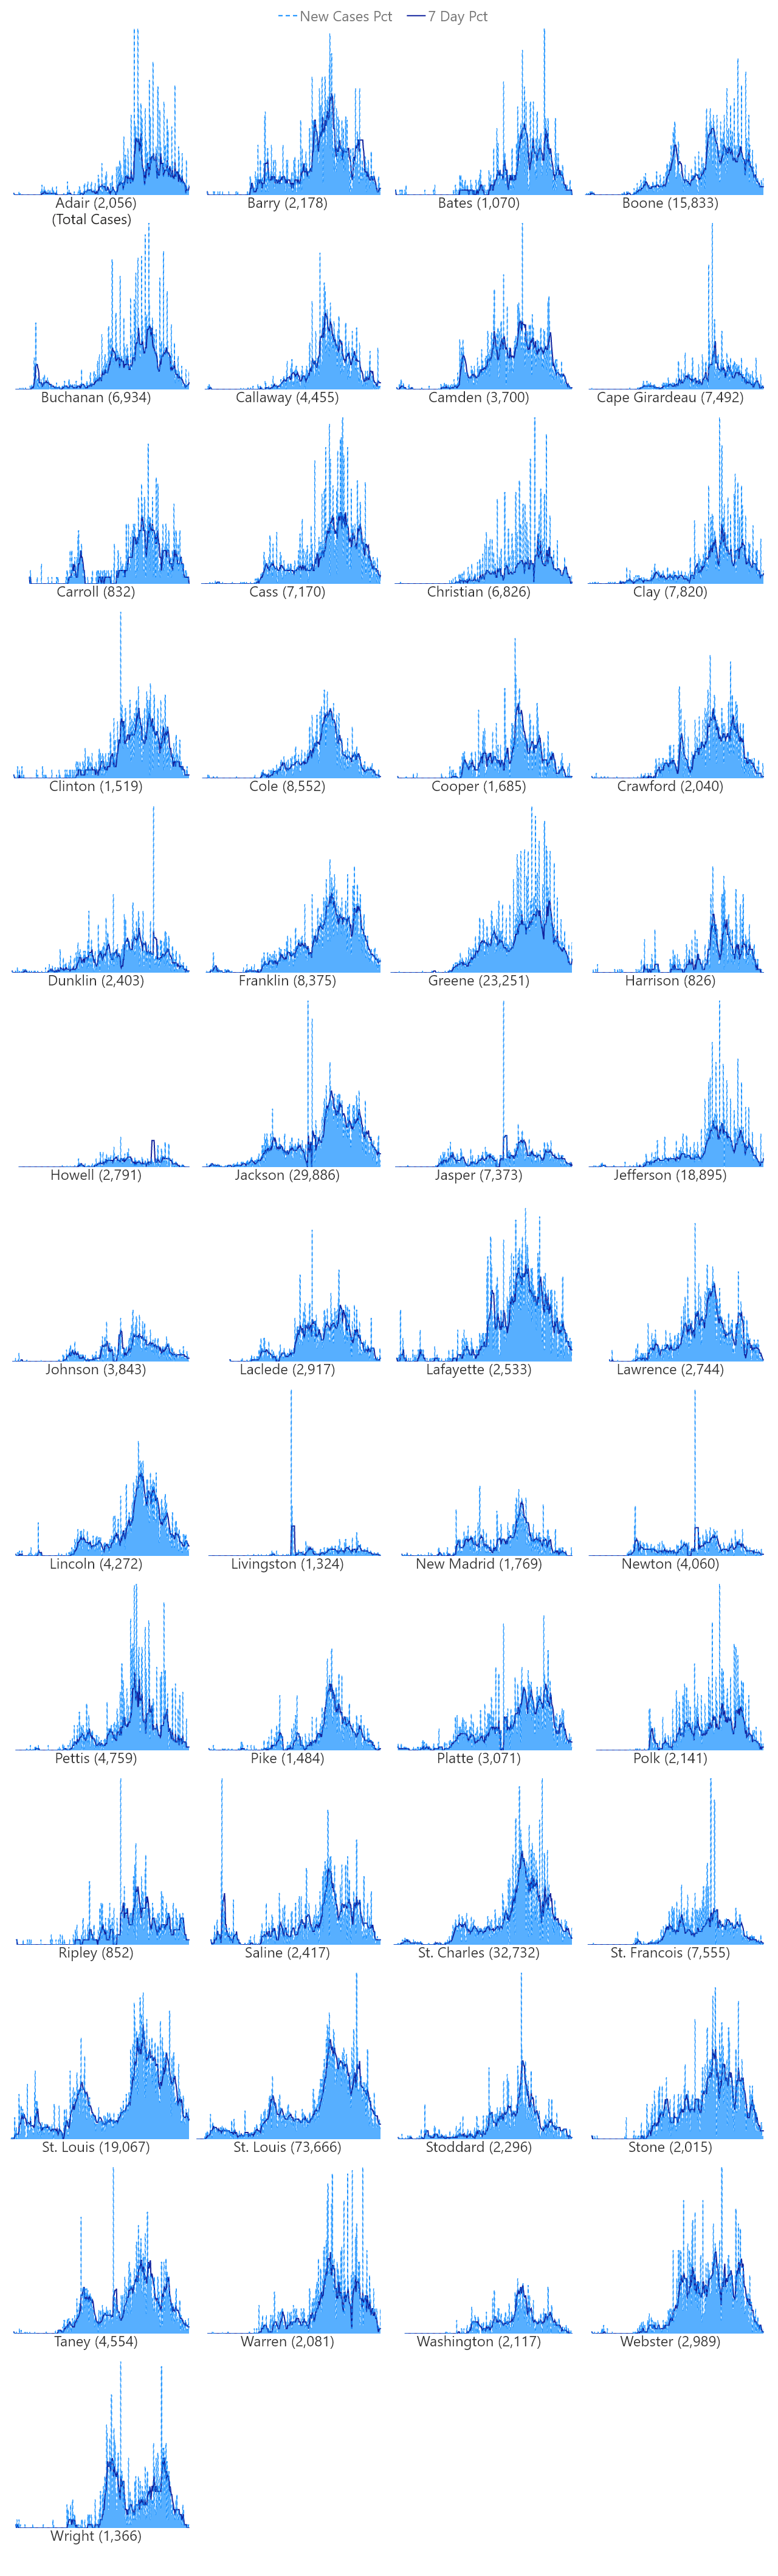 New Cases Pct 7 Day Pct
Adair (2,056) Barry (2,178) Bates (1,070) Boone (15,833)
(Total Cases)
Buchanan (6,934) Callaway (4,455) Camden (3,700) Cape Girardeau (7,492)
Carroll (832) Cass (7,170) Christian (6,826) Clay (7,820)
Clinton (1,519) Cole (8,552) Cooper (1,685) Crawford (2,040)
Dunklin (2,403) Franklin (8,375) Greene (23,251) Harrison (826)
Howell (2,791) Jackson (29,886) Jasper (7,373) Jefferson (18,895)
Johnson (3,843) Laclede (2,917) Lafayette (2,533) Lawrence (2,744)
Lincoln (4,272) Livingston (1,324) New Madrid (1,769) Newton (4,060)
Pettis (4,759) Pike (1,484) Platte (3,071) Polk (2,141)
Ripley (852) Saline (2,417) St. Charles (32,732) St. Francois (7,555)
St. Louis (19,067) St. Louis (73,666) Stoddard (2,296) Stone (2,015)
Taney (4,554) Warren (2,081) Washington (2,117) Webster (2,989)
Wright (1,366)